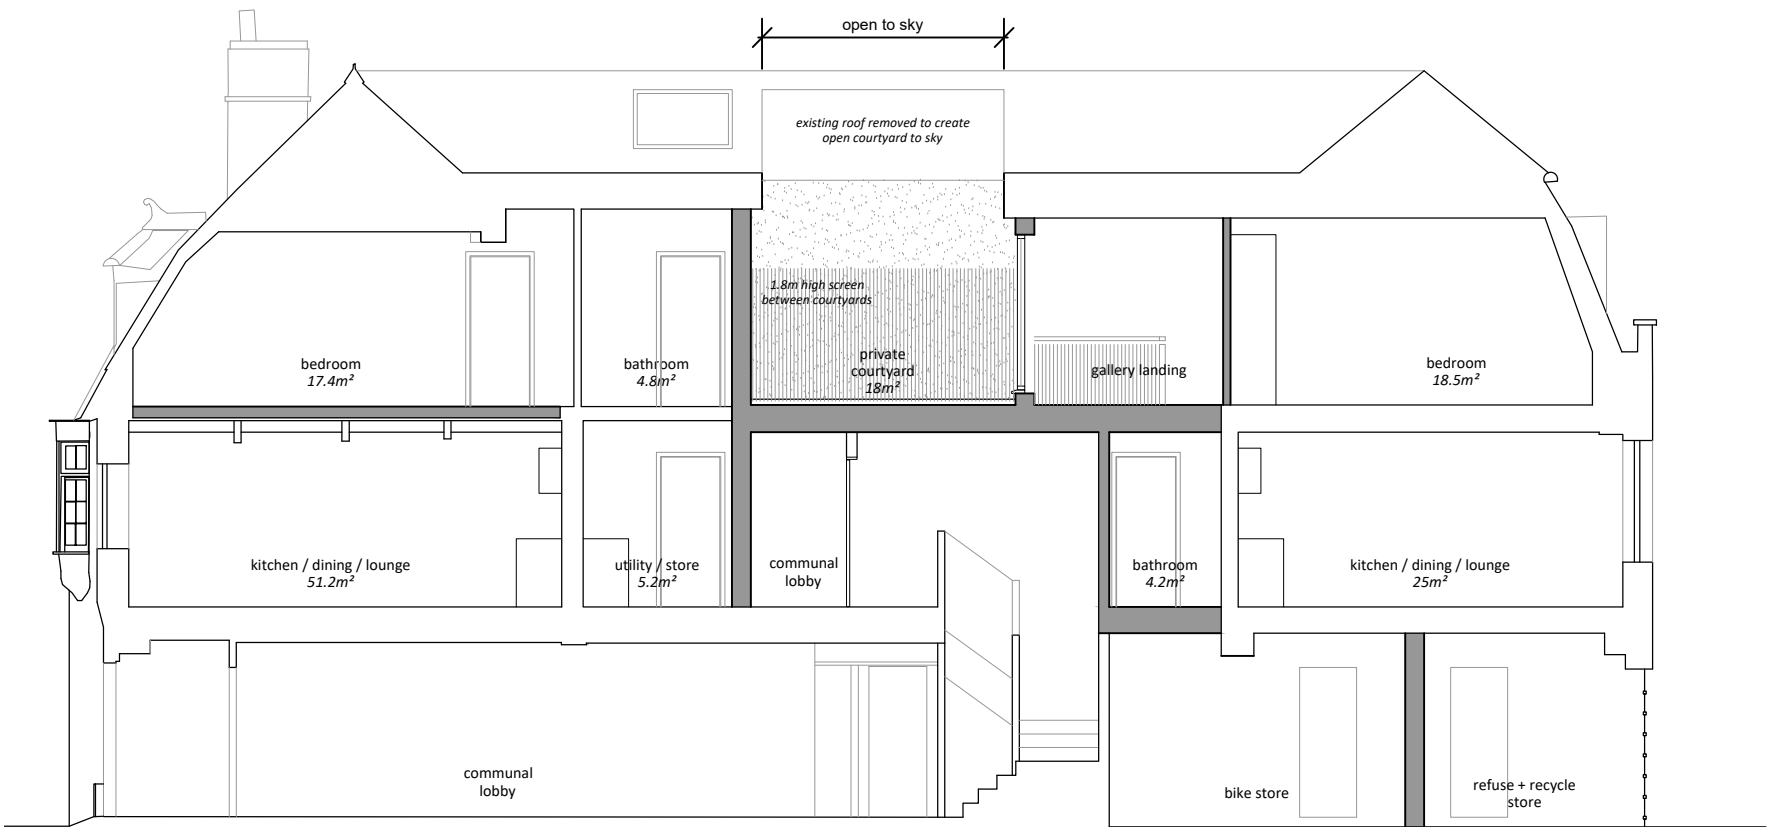 open to sky
existing roof removed to create
open courtyard to sky
1.8m high screen
between courtyards
bedroom
17.4m²
bathroom
4.8m²
private
courtyard
18m²
gallery landing
bedroom
18.5m²
kitchen / dining / lounge
51.2m²
utility / store
5.2m²
communal
lobby
bathroom
4.2m²
kitchen / dining / lounge
25m²
communal
lobby
bike store
refuse + recycle
store